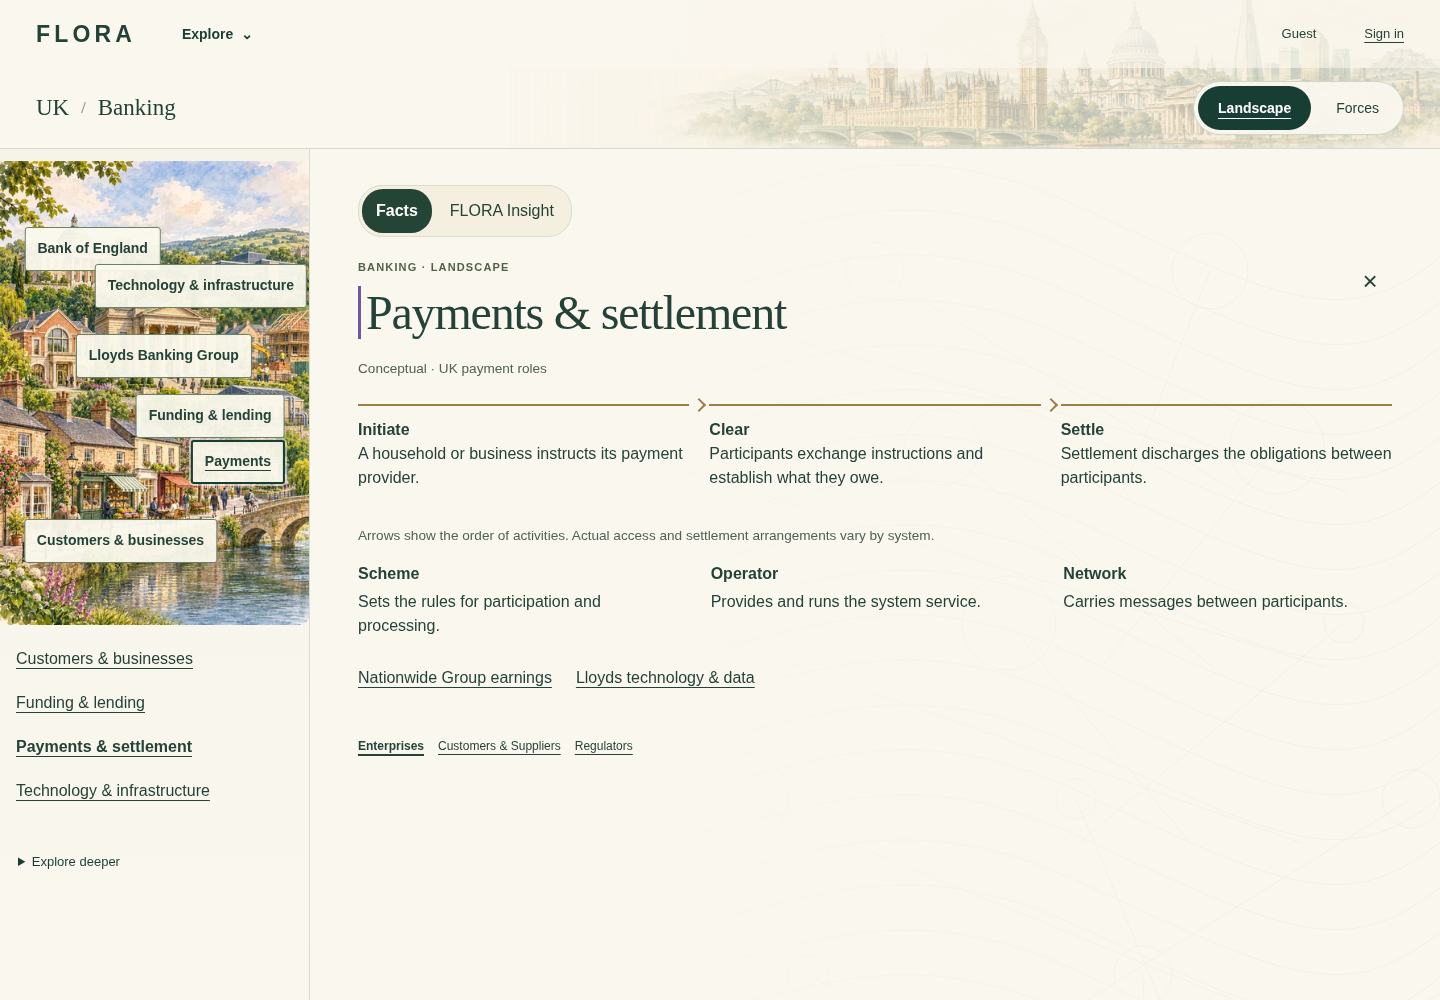 FLORA
Explore
Guest
Sign in
UK / Banking
Landscape
Forces
Bank of England
Technology & infrastructure
Lloyds Banking Group
Funding & lending
Payments
Customers & businesses
Customers & businesses
Funding & lending
Payments & settlement
Technology & infrastructure
Explore deeper
Facts
FLORA Insight
BANKING · LANDSCAPE
Payments & settlement
Conceptual · UK payment roles
Initiate
A household or business instructs its payment
provider.
Clear
Participants exchange instructions and
establish what they owe.
Settle
Settlement discharges the obligations between
participants.
Arrows show the order of activities. Actual access and settlement arrangements vary by system.
Scheme
Sets the rules for participation and
processing.
Operator
Provides and runs the system service.
Network
Carries messages between participants.
Nationwide Group earnings
Lloyds technology & data
Enterprises
Customers & Suppliers
Regulators